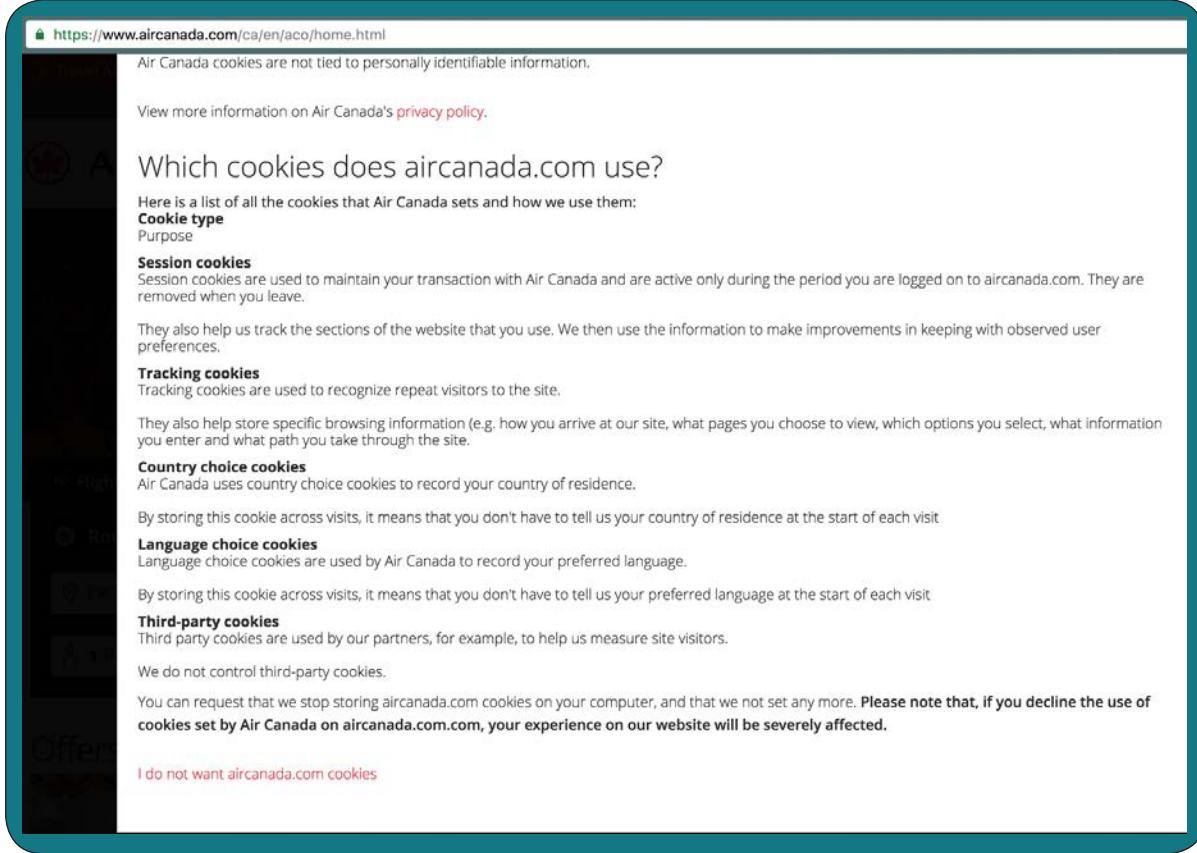 https://www.aircanada.com/ca/en/aco/home.html
Air Canada cookies are not tied to personally identifiable information.
View more information on Air Canada's privacy policy.
Which cookies does aircanada.com use?
Here is a list of all the cookies that Air Canada sets and how we use them:
Cookie type
Purpose
Session cookies
Session cookies are used to maintain your transaction with Air Canada and are active only during the period you are logged on to aircanada.com. They are
removed when you leave.
They also help us track the sections of the website that you use. We then use the information to make improvements in keeping with observed user
preferences.
Tracking cookies
Tracking cookies are used to recognize repeat visitors to the site.
They also help store specific browsing information (e.g. how you arrive at our site, what pages you choose to view, which options you select, what information
you enter and what path you take through the site.
Country choice cookies
Air Canada uses country choice cookies to record your country of residence.
By storing this cookie across visits, it means that you don't have to tell us your country of residence at the start of each visit
Language choice cookies
Language choice cookies are used by Air Canada to record your preferred language.
By storing this cookie across visits, it means that you don't have to tell us your preferred language at the start of each visit
Third-party cookies
Third party cookies are used by our partners, for example, to help us measure site visitors.
We do not control third-party cookies.
You can request that we stop storing aircanada.com cookies on your computer, and that we not set any more. Please note that, if you decline the use of
cookies set by Air Canada on aircanada.com.com, your experience on our website will be severely affected.
Offers
I do not want aircanada.com cookies